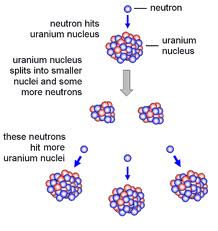 neutron
neutron hits
uranium nucleus
uranium
nucleus
uranium nucleus
splits into smaller
nuclei and some
more neutrons
these neutrons
hit more
uranium nuclei